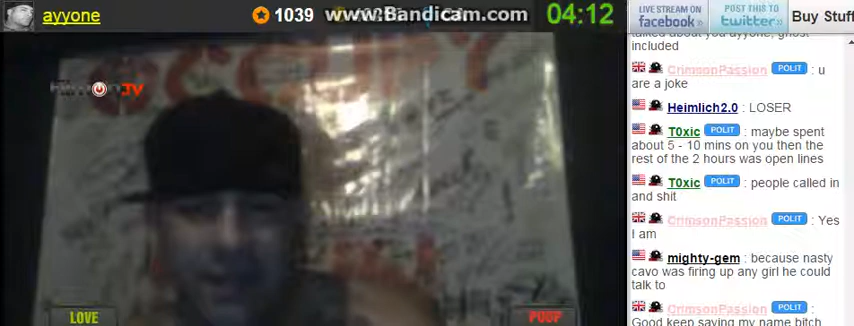 ayyone
1039
www.Bandicam.com
04:12
LIVE STREAM ON
facebook»
POST THIS TO
twitter»
Buy Stuff
OCCUPY
filmon.TV
LOVE
POOP
talked about you ayyone, ghost
included
CrimsonPassion POLIT : u
are a joke
Heimlich2.0 : LOSER
T0xic POLIT : maybe spent
about 5 - 10 mins on you then the
rest of the 2 hours was open lines
T0xic POLIT : people called in
and shit
CrimsonPassion POLIT : Yes
I am
mighty-gem : because nasty
cavo was firing up any girl he could
talk to
CrimsonPassion POLIT :
Good keep saying my name bitch